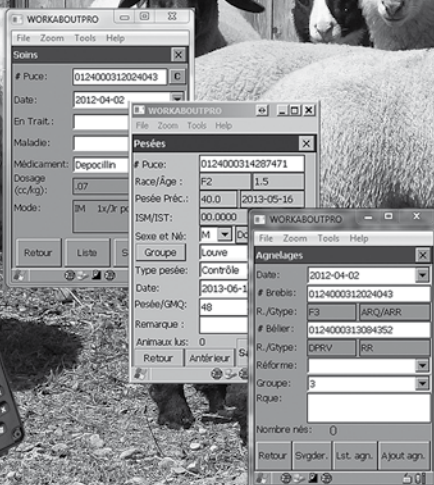 WORKABOUTPRO
File Zoom Tools Help
Soins
# Puce: 0124000312024043 C
Date: 2012-04-02
En Trait.:
Maladie:
Médicament: Depocillin
Dosage (cc/kg): .07
Mode: IM 1x/Jr
Retour Liste
WORKABOUTPRO
File Zoom Tools Help
Pesées
# Puce: 0124000314287471
Race/Âge : F2 1.5
Pesée Préc.: 40.0 2013-05-16
ISM/IST: 00.0000
Sexe et Né: M
Groupe Louve
Type pesée: Contrôle
Date: 2013-06-1
Pesée/GMQ: 48
Remarque :
Animaux lus: 0
Retour Antérieur
WORKABOUTPRO
File Zoom Tools Help
Agnelages
Date: 2012-04-02
# Brebis: 0124000312024043
R./Gtype: F3 ARQ/ARR
# Bélier: 0124000313084352
R./Gtype: DPRV RR
Réforme:
Groupe: 3
Rque:
Nombre nés: 0
Retour Svgder. Lst. agn. Ajout agn.